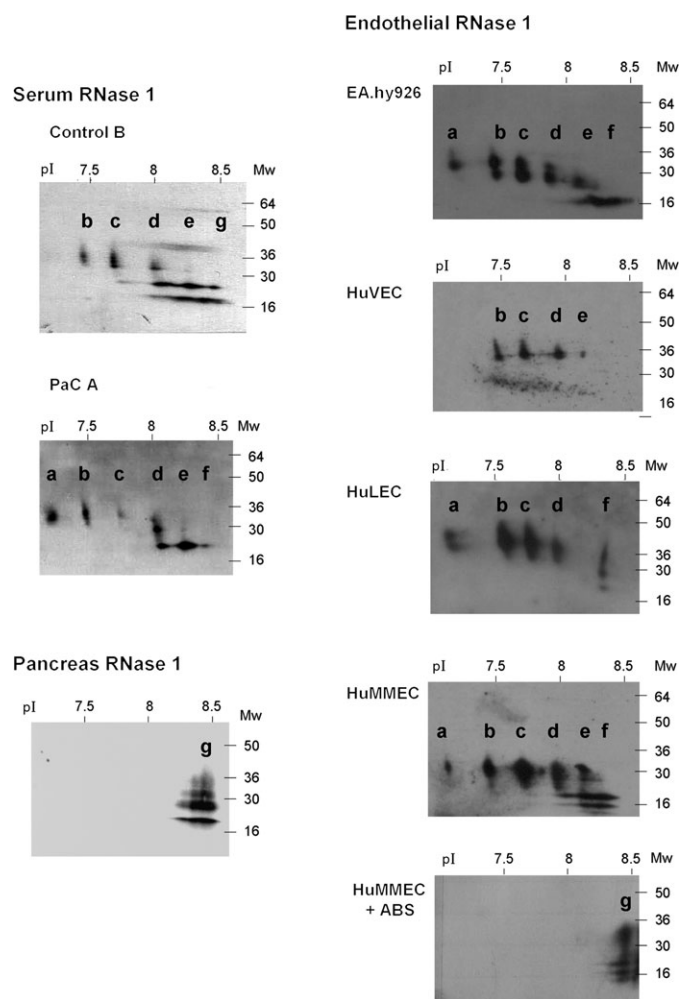 Serum RNase 1
Control B
pI 7.5 8 8.5 Mw
b c d e g
64
50
36
30
16
PaC A
pI 7.5 8 8.5
Mw
a b c d e f
64
50
36
30
16
Pancreas RNase 1
pI 7.5 8 8.5
Mw
g
50
36
30
16
Endothelial RNase 1
pI 7.5 8 8.5 Mw
EA.hy926
a b c d e f
64
50
36
30
16
pI 7.5 8 8.5 Mw
HuVEC
b c d e
64
50
36
30
16
pI 7.5 8 8.5 Mw
HuLEC
a b c d f
64
50
36
30
16
pI 7.5 8 8.5 Mw
HuMMEC
a b c d e f
64
50
36
30
16
pI 7.5 8 8.5 Mw
HuMMEC
+ ABS
g
50
36
30
16